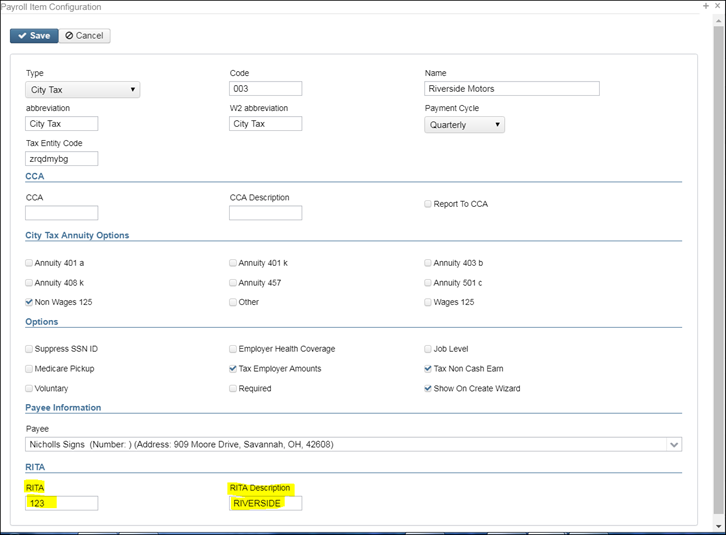 Payroll Item Configuration
Save Cancel
Type Code Name
City Tax 003 Riverside Motors
abbreviation W2 abbreviation Payment Cycle
City Tax City Tax Quarterly
Tax Entity Code
zrqdmybg
CCA
CCA CCA Description Report To CCA
City Tax Annuity Options
Annuity 401 a Annuity 401 k Annuity 403 b
Annuity 408 k Annuity 457 Annuity 501 c
Non Wages 125 Other Wages 125
Options
Suppress SSN ID Employer Health Coverage Job Level
Medicare Pickup Tax Employer Amounts Tax Non Cash Earn
Voluntary Required Show On Create Wizard
Payee Information
Payee
Nicholls Signs (Number: ) (Address: 909 Moore Drive, Savannah, OH, 42608)
RITA
RITA RITA Description
123 RIVERSIDE